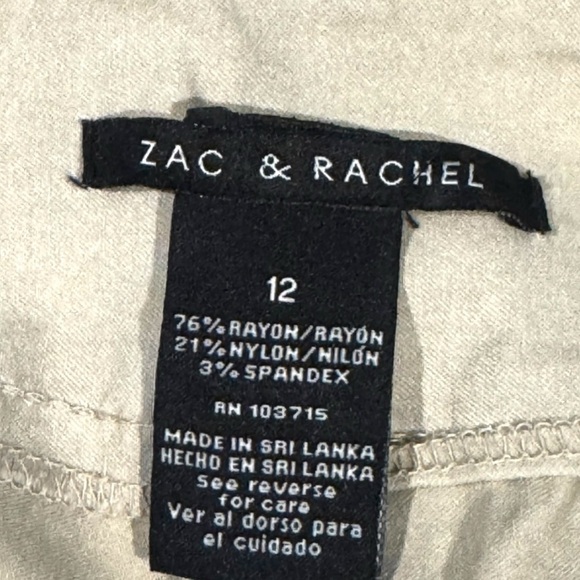 ZAC & RACHEL
12
76% RAYON/RAYÓN
21% NYLON/NILÓN
3% SPANDEX
RN 103715
MADE IN SRI LANKA
HECHO EN SRI LANKA
See reverse
for care
Ver al dorso para
el cuidado